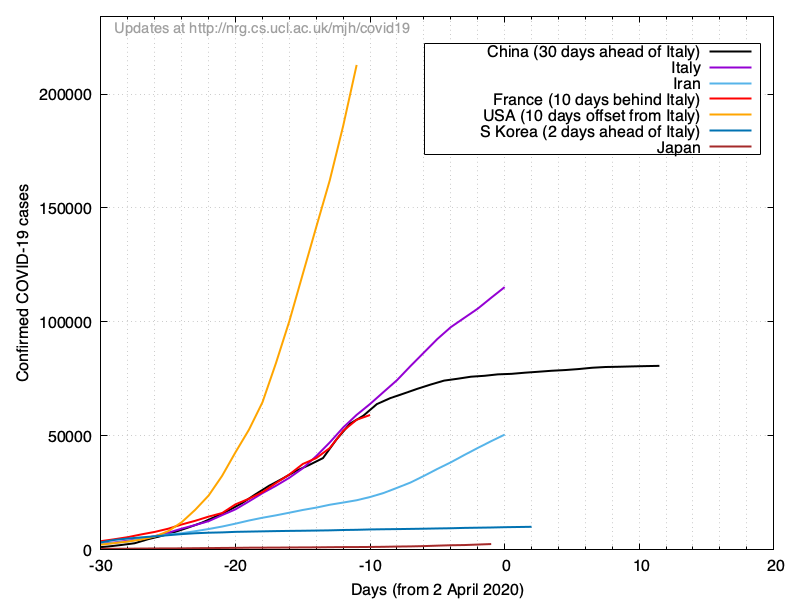 Updates at http://nrg.cs.ucl.ac.uk/mjh/covid19
China (30 days ahead of Italy)
Italy
Iran
France (10 days behind Italy)
USA (10 days offset from Italy)
S Korea (2 days ahead of Italy)
Japan
Confirmed COVID-19 cases
200000
150000
100000
50000
0
-30 -20 -10 0 10 20
Days (from 2 April 2020)